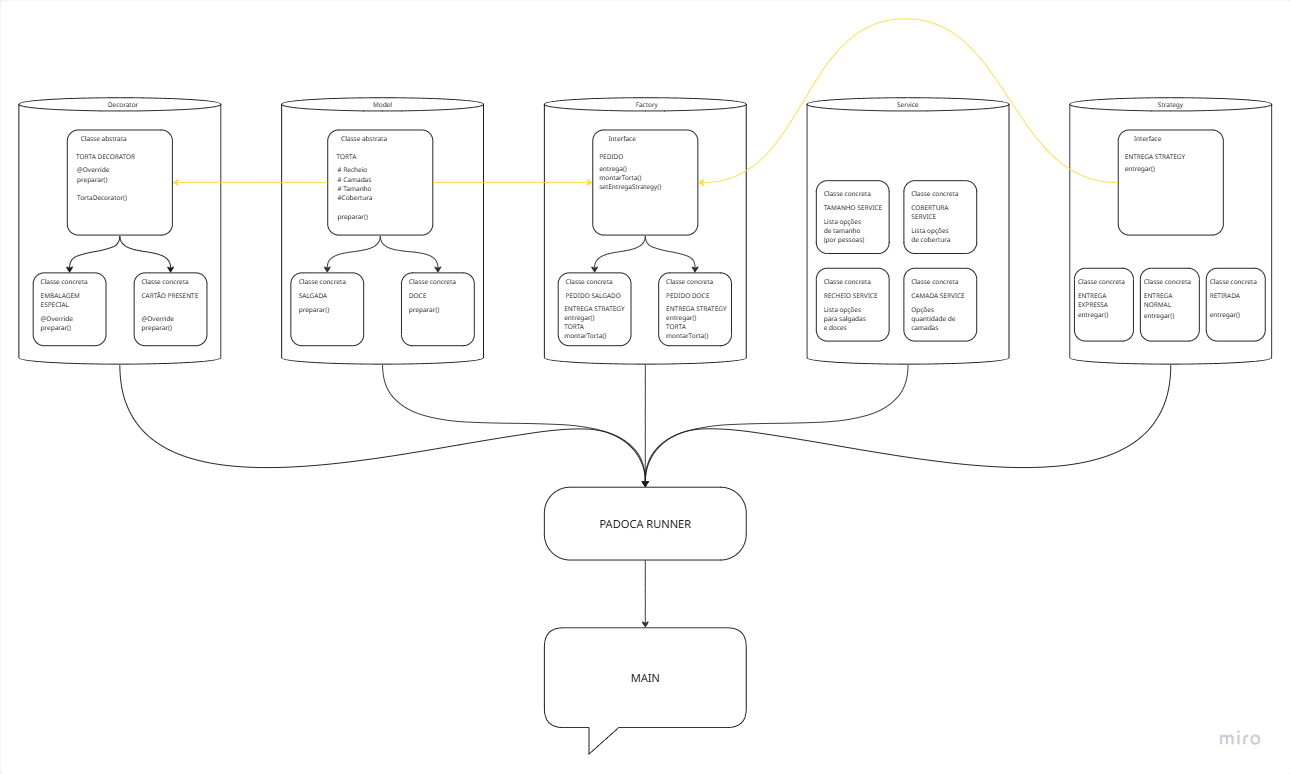 Decorator
Classe abstrata
TORTA DECORATOR
@Override
preparar()
TortaDecorator()
Classe concreta
EMBALAGEM
ESPECIAL
@Override
preparar()
Classe concreta
CARTÃO PRESENTE
@Override
preparar()
Model
Classe abstrata
TORTA
# Recheio
# Camadas
# Tamanho
#Cobertura
preparar()
Classe concreta
SALGADA
preparar()
Classe concreta
DOCE
preparar()
Factory
Interface
PEDIDO
entrega()
montarTorta()
setEntregaStrategy()
Classe concreta
PEDIDO SALGADO
ENTREGA STRATEGY
entregar()
TORTA
montarTorta()
Classe concreta
PEDIDO DOCE
ENTREGA STRATEGY
entregar()
TORTA
montarTorta()
Service
Classe concreta
TAMANHO SERVICE
Lista opções
de tamanho
(por pessoas)
Classe concreta
COBERTURA
SERVICE
Lista opções
de cobertura
Classe concreta
RECHEIO SERVICE
Lista opções
para salgadas
e doces
Classe concreta
CAMADA SERVICE
Opções
quantidade de
camadas
Strategy
Interface
ENTREGA STRATEGY
entregar()
Classe concreta
ENTREGA
EXPRESSA
entregar()
Classe concreta
ENTREGA
NORMAL
entregar()
Classe concreta
RETIRADA
entregar()
PADOCA RUNNER
MAIN
miro